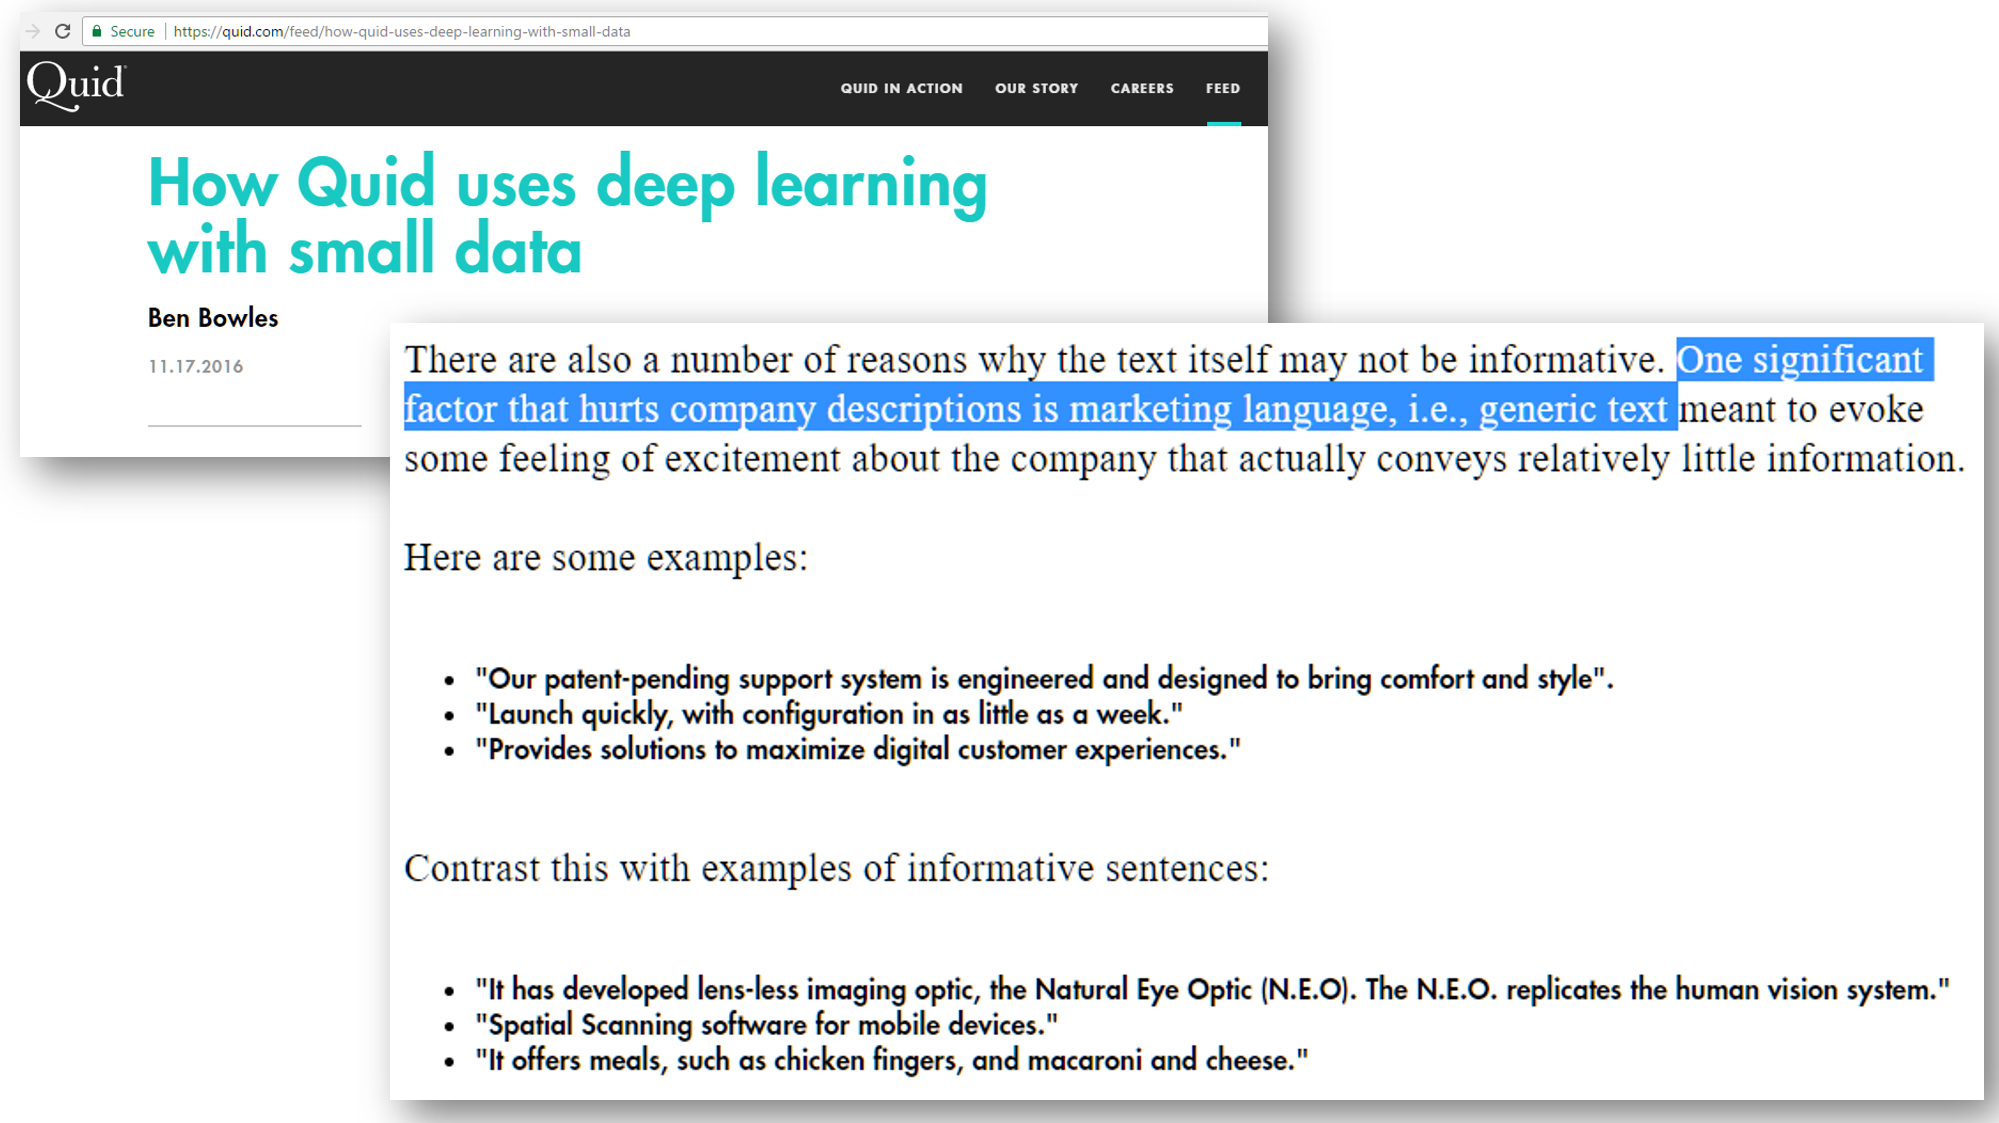 Secure https://quid.com/feed/how-quid-uses-deep-learning-with-small-data
Quid
QUID IN ACTION OUR STORY CAREERS FEED
How Quid uses deep learning
with small data
Ben Bowles
11.17.2016
There are also a number of reasons why the text itself may not be informative. One significant
factor that hurts company descriptions is marketing language, i.e., generic text meant to evoke
some feeling of excitement about the company that actually conveys relatively little information.
Here are some examples:
• "Our patent-pending support system is engineered and designed to bring comfort and style".
• "Launch quickly, with configuration in as little as a week."
• "Provides solutions to maximize digital customer experiences."
Contrast this with examples of informative sentences:
• "It has developed lens-less imaging optic, the Natural Eye Optic (N.E.O). The N.E.O. replicates the human vision system."
• "Spatial Scanning software for mobile devices."
• "It offers meals, such as chicken fingers, and macaroni and cheese."